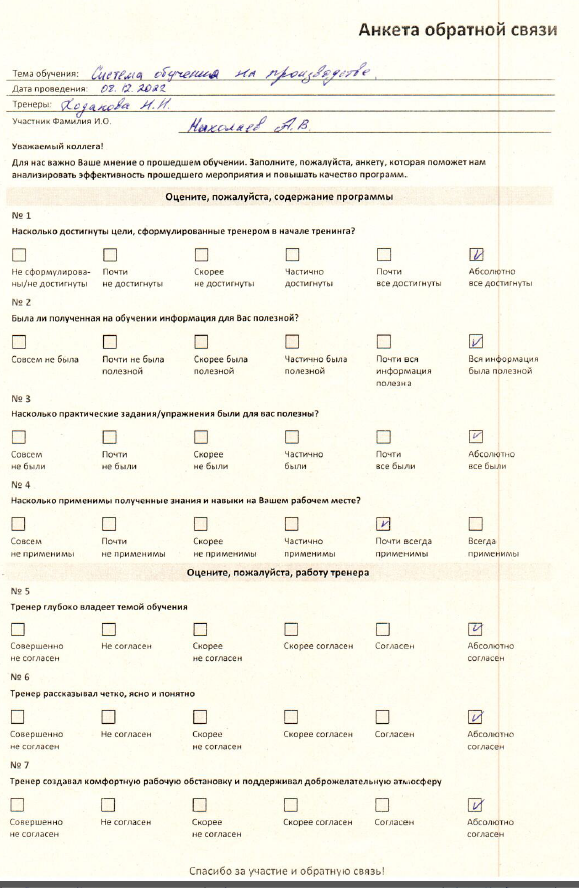 Анкета обратной связи
Тема обучения: Система обучения на производстве.
Дата проведения: 08.12.2022
Тренеры: Ходакова Н.Н.
Участник Фамилия И.О. Николаев А.В.
Уважаемый коллега!
Для нас важно Ваше мнение о прошедшем обучении. Заполните, пожалуйста, анкету, которая поможет нам
анализировать эффективность прошедшего мероприятия и повышать качество программ..
Оцените, пожалуйста, содержание программы
№ 1
Насколько достигнуты цели, сформулированные тренером в начале тренинга?
Не сформулирова- Почти Скорее Частично Почти Абсолютно
ны/не достигнуты не достигнуты не достигнуты достигнуты все достигнуты все достигнуты
№ 2
Была ли полученная на обучении информация для Вас полезной?
Совсем не была Почти не была Скорее была Частично была Почти вся Вся информация
полезной полезной полезной информация была полезной
полезна
№ 3
Насколько практические задания/упражнения были для вас полезны?
Совсем Почти Скорее Частично Почти Абсолютно
не были не были не были были все были все были
№ 4
Насколько применимы полученные знания и навыки на Вашем рабочем месте?
Совсем Почти Скорее Частично Почти всегда Всегда
не применимы не применимы не применимы применимы применимы применимы
Оцените, пожалуйста, работу тренера
№ 5
Тренер глубоко владеет темой обучения
Совершенно Не согласен Скорее Скорее согласен Согласен Абсолютно
не согласен не согласен согласен
№ 6
Тренер рассказывал четко, ясно и понятно
Совершенно Не согласен Скорее Скорее согласен Согласен Абсолютно
не согласен не согласен согласен
№ 7
Тренер создавал комфортную рабочую обстановку и поддерживал доброжелательную атмосферу
Совершенно Не согласен Скорее Скорее согласен Согласен Абсолютно
не согласен не согласен согласен
Спасибо за участие и обратную связь!